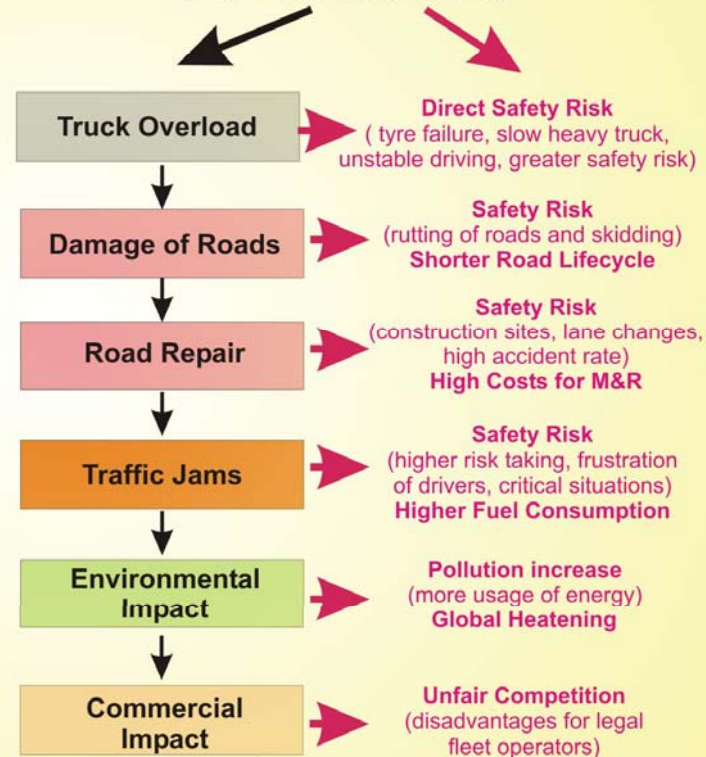 Truck Overload
Direct Safety Risk
( tyre failure, slow heavy truck,
unstable driving, greater safety risk)
Damage of Roads
Safety Risk
(rutting of roads and skidding)
Shorter Road Lifecycle
Road Repair
Safety Risk
(construction sites, lane changes,
high accident rate)
High Costs for M&R
Traffic Jams
Safety Risk
(higher risk taking, frustration
of drivers, critical situations)
Higher Fuel Consumption
Environmental
Impact
Pollution increase
(more usage of energy)
Global Heatening
Commercial
Impact
Unfair Competition
(disadvantages for legal
fleet operators)